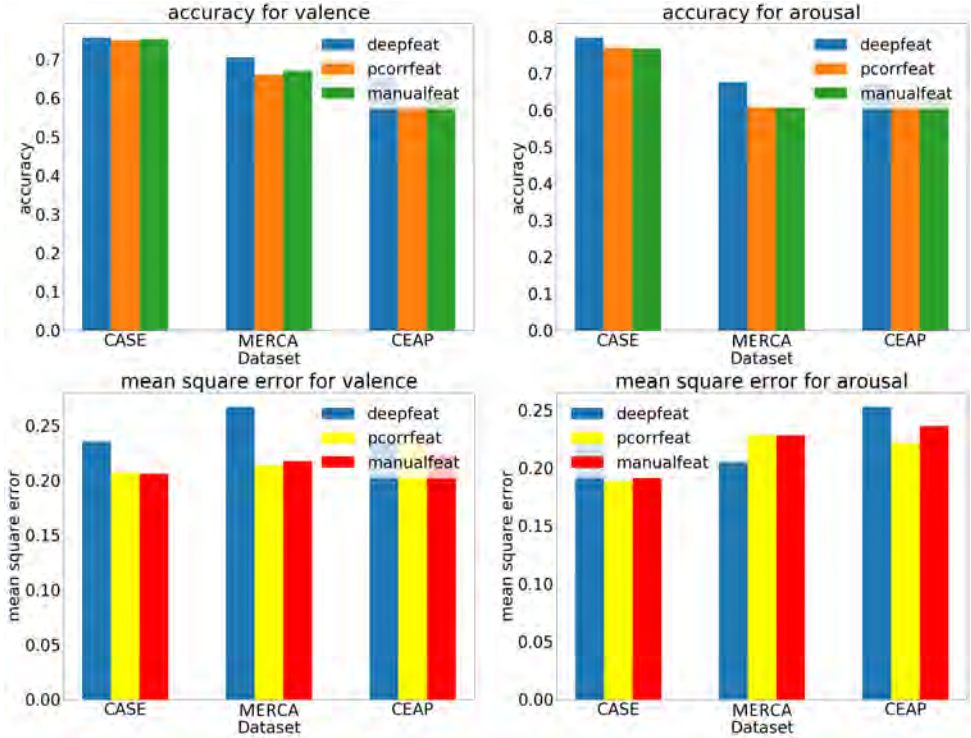 accuracy for valence
deepfeat
pcorrfeat
manualfeat
accuracy
0.7
0.6
0.5
0.4
0.3
0.2
0.1
0.0
CASE
MERCA
CEAP
Dataset
accuracy for arousal
deepfeat
pcorrfeat
manualfeat
accuracy
0.8
0.7
0.6
0.5
0.4
0.3
0.2
0.1
0.0
CASE
MERCA
CEAP
Dataset
mean square error for valence
deepfeat
pcorrfeat
manualfeat
mean square error
0.25
0.20
0.15
0.10
0.05
0.00
CASE
MERCA
CEAP
Dataset
mean square error for arousal
deepfeat
pcorrfeat
manualfeat
mean square error
0.25
0.20
0.15
0.10
0.05
0.00
CASE
MERCA
CEAP
Dataset